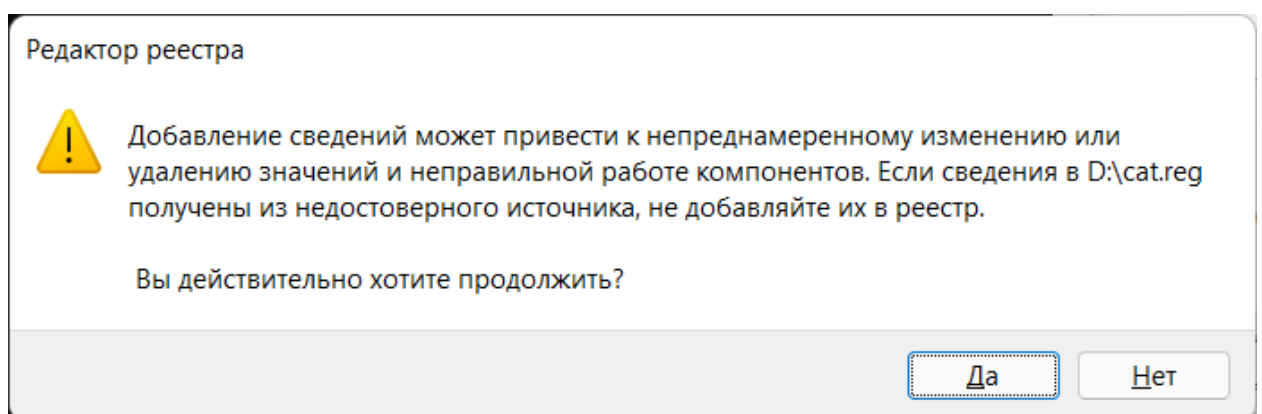 Редактор реестра
Добавление сведений может привести к непреднамеренному изменению или
удалению значений и неправильной работе компонентов. Если сведения в D:\cat.reg
получены из недостоверного источника, не добавляйте их в реестр.
Вы действительно хотите продолжить?
Да
Нет